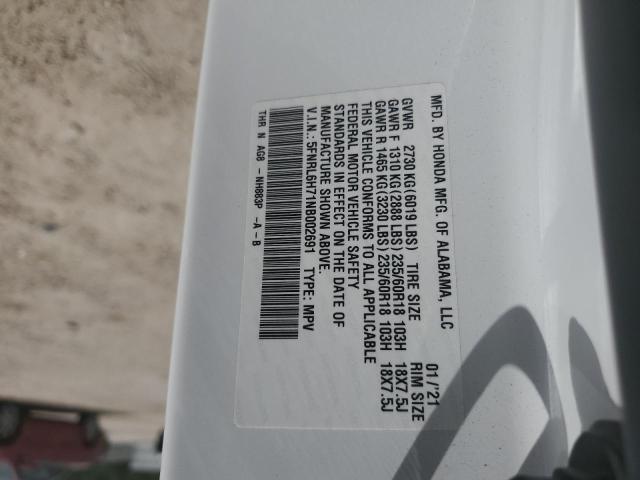 MFD. BY HONDA MFG. OF ALABAMA, LLC 01/'21
GVWR 2730 KG(6019 LBS) TIRE SIZE RIM SIZE
GAWR F 1310 KG(2888 LBS) 235/60R18 103H 18X7.5J
GAWR R 1465 KG(3230 LBS) 235/60R18 103H 18X7.5J
THIS VEHICLE CONFORMS TO ALL APPLICABLE
FEDERAL MOTOR VEHICLE SAFETY
STANDARDS IN EFFECT ON THE DATE OF
MANUFACTURE SHOWN ABOVE.
V.I.N.: 5FNRL6H71NB002691 TYPE: MPV
THR N AG8 - NH883P -A-B